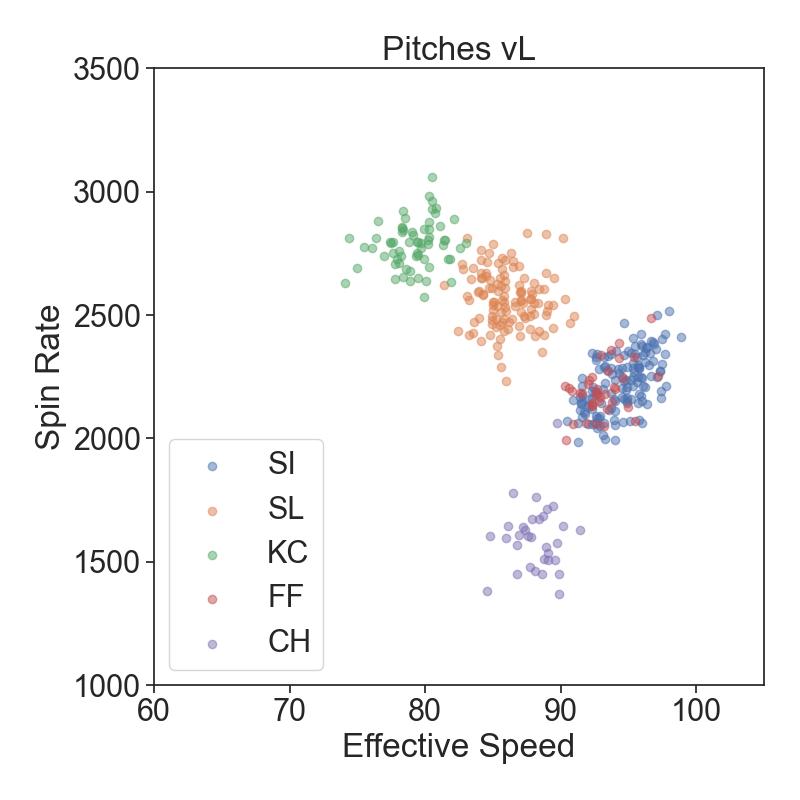 Pitches vL
3500
3000
2500
2000
1500
1000
Spin Rate
SI
SL
KC
FF
CH
60 70 80 90 100
Effective Speed